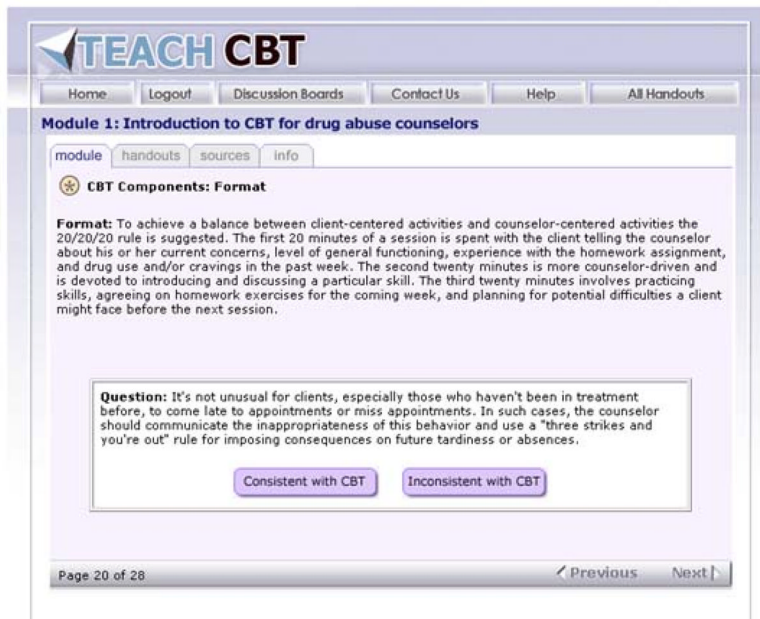 TEACH CBT
Home Logout Discussion Boards Contact Us Help All Handouts
Module 1: Introduction to CBT for drug abuse counselors
module handouts sources info
CBT Components: Format
Format: To achieve a balance between client-centered activities and counselor-centered activities the
20/20/20 rule is suggested. The first 20 minutes of a session is spent with the client telling the counselor
about his or her current concerns, level of general functioning, experience with the homework assignment,
and drug use and/or cravings in the past week. The second twenty minutes is more counselor-driven and
is devoted to introducing and discussing a particular skill. The third twenty minutes involves practicing
skills, agreeing on homework exercises for the coming week, and planning for potential difficulties a client
might face before the next session.
Question: It's not unusual for clients, especially those who haven't been in treatment
before, to come late to appointments or miss appointments. In such cases, the counselor
should communicate the inappropriateness of this behavior and use a "three strikes and
you're out" rule for imposing consequences on future tardiness or absences.
Consistent with CBT Inconsistent with CBT
Page 20 of 28 Previous Next